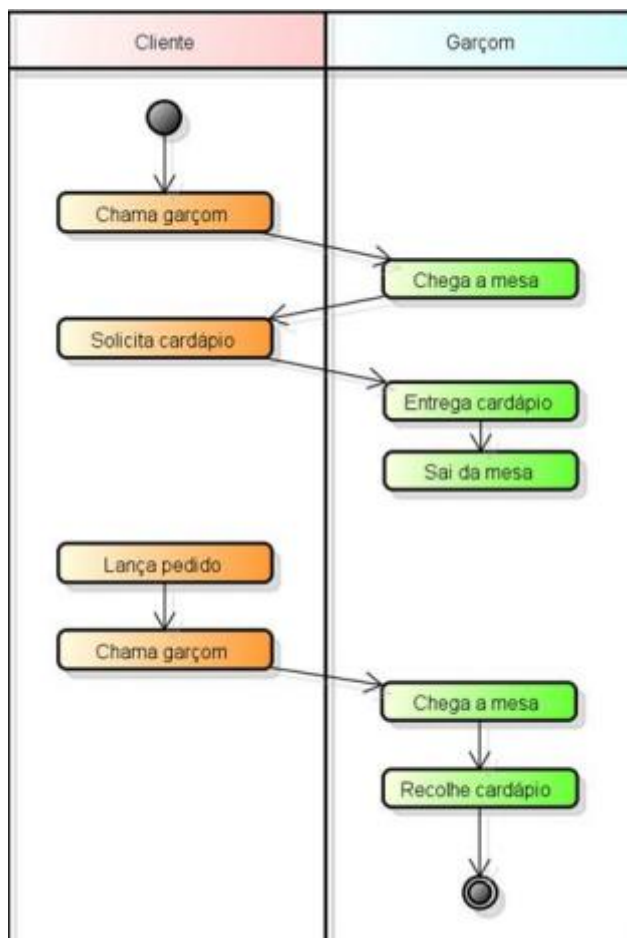 Cliente
Garçom
Chama garçom
Chega a mesa
Solicita cardápio
Entrega cardápio
Sai da mesa
Lança pedido
Chama garçom
Chega a mesa
Recolhe cardápio